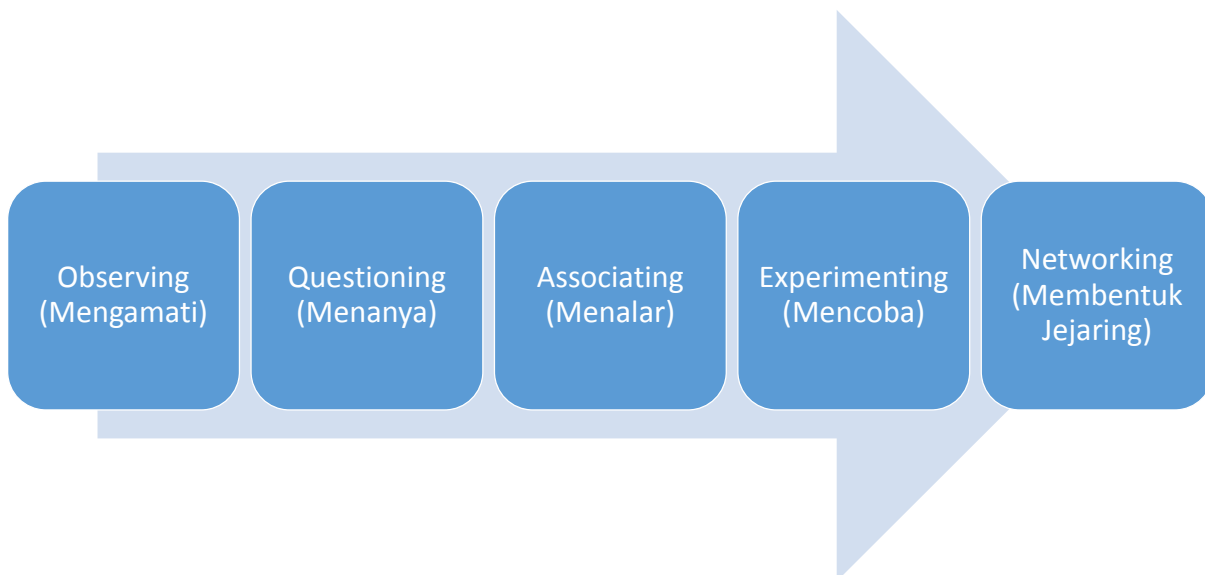 Observing
(Mengamati)
Questioning
(Menanya)
Associating
(Menalar)
Experimenting
(Mencoba)
Networking
(Membentuk
Jejaring)